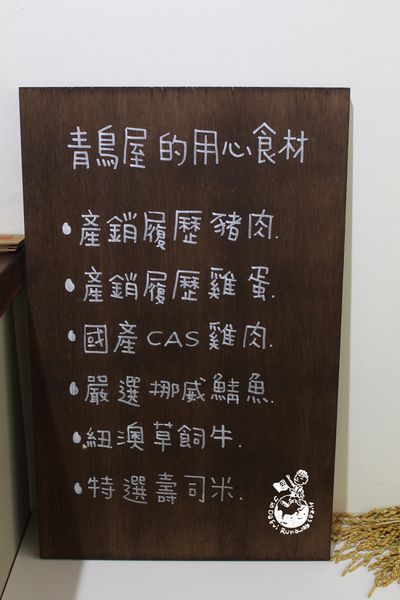 青鳥屋的用心食材
產銷履歷豬肉.
產銷履歷雞蛋.
國產CAS雞肉.
嚴選挪威鯖魚.
紐澳草飼牛.
特選壽司米.